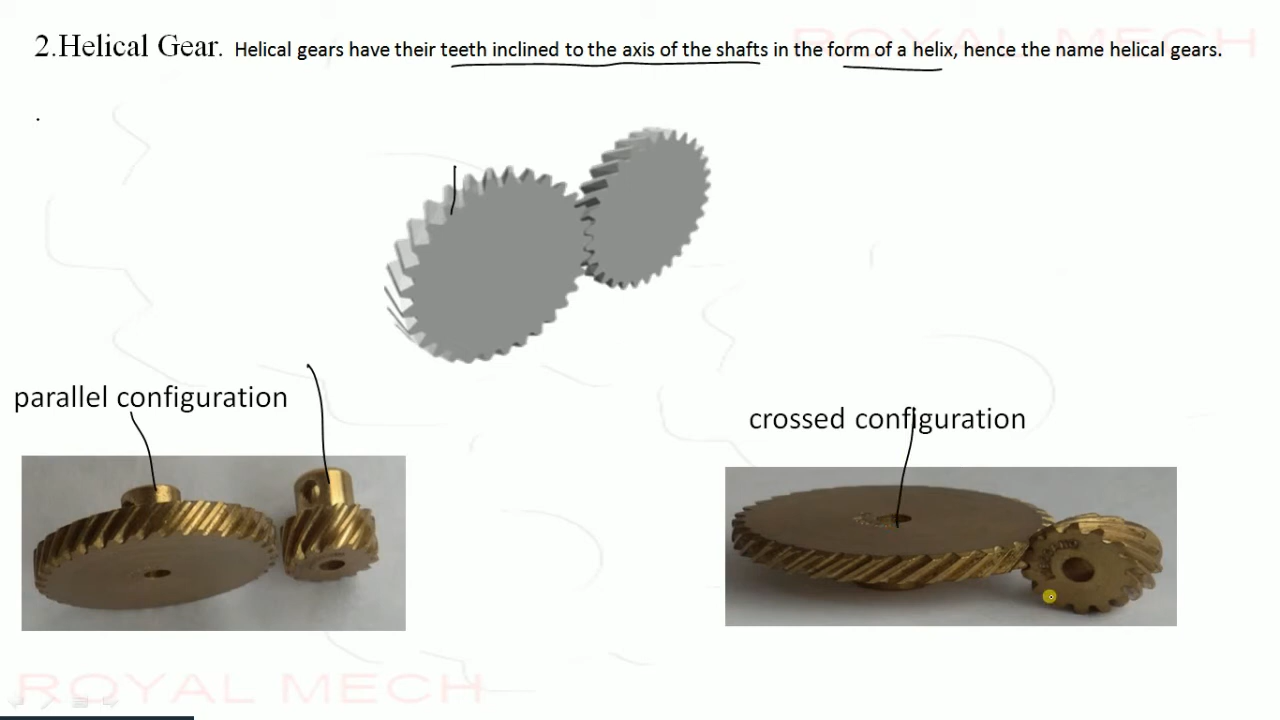 ROYAL MECH
2.Helical Gear. Helical gears have their teeth inclined to the axis of the shafts in the form of a helix, hence the name helical gears.
.
parallel configuration
crossed configuration
ROYAL MECH